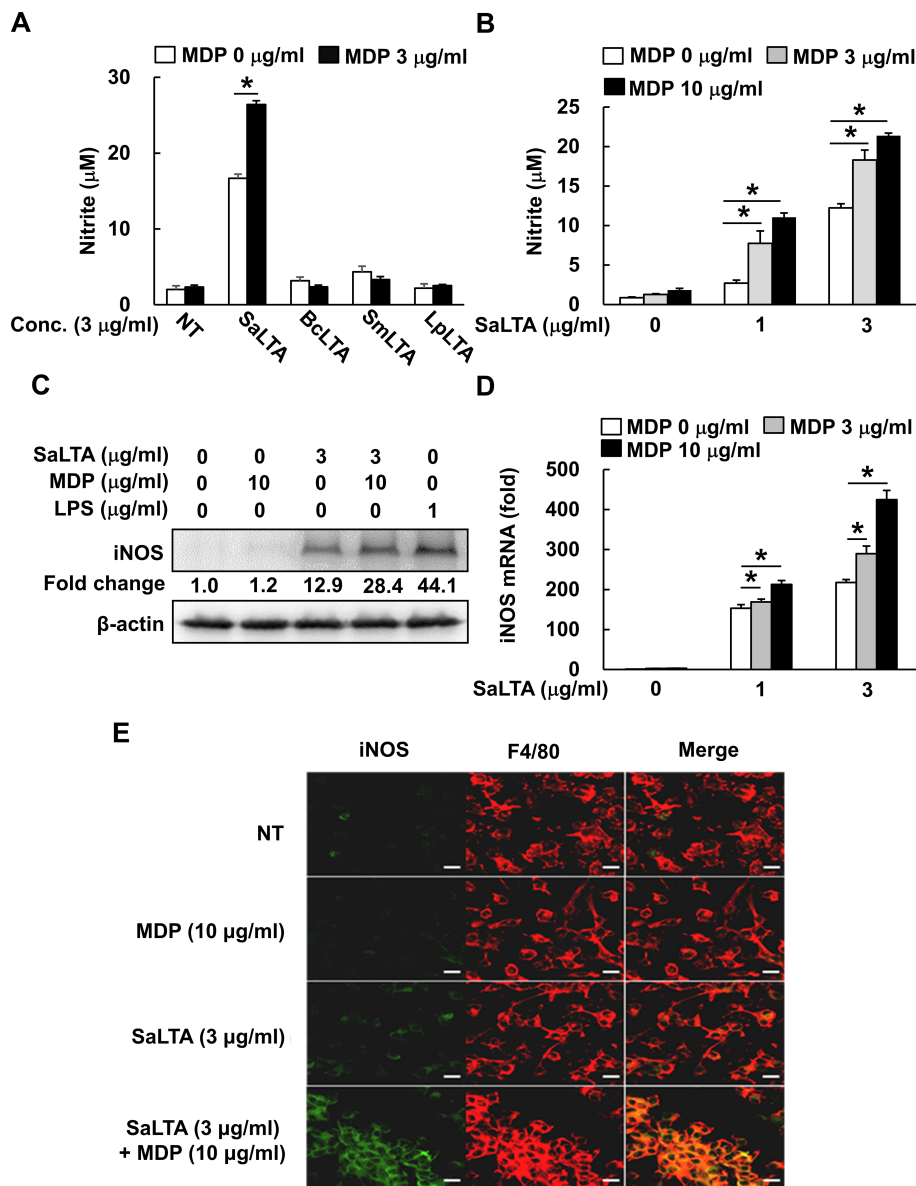 A
MDP 0 μg/ml MDP 3 μg/ml
Nitrite (μM)
30
20
10
0
*
Conc. (3 μg/ml)
NT
SaLTA
BcLTA
SmLTA
LpLTA
B
MDP 0 μg/ml MDP 3 μg/ml
MDP 10 μg/ml
Nitrite (μM)
25
20
15
10
5
0
*
*
*
*
SaLTA (μg/ml) 0 1 3
C
SaLTA (μg/ml) 0 0 3 3 0
MDP (μg/ml) 0 10 0 10 0
LPS (μg/ml) 0 0 0 0 1
iNOS
Fold change 1.0 1.2 12.9 28.4 44.1
β-actin
D
MDP 0 μg/ml MDP 3 μg/ml
MDP 10 μg/ml
iNOS mRNA (fold)
500
400
300
200
100
0
*
*
*
*
SaLTA (μg/ml) 0 1 3
E
iNOS F4/80 Merge
NT
MDP (10 μg/ml)
SaLTA (3 μg/ml)
SaLTA (3 μg/ml)
+ MDP (10 μg/ml)